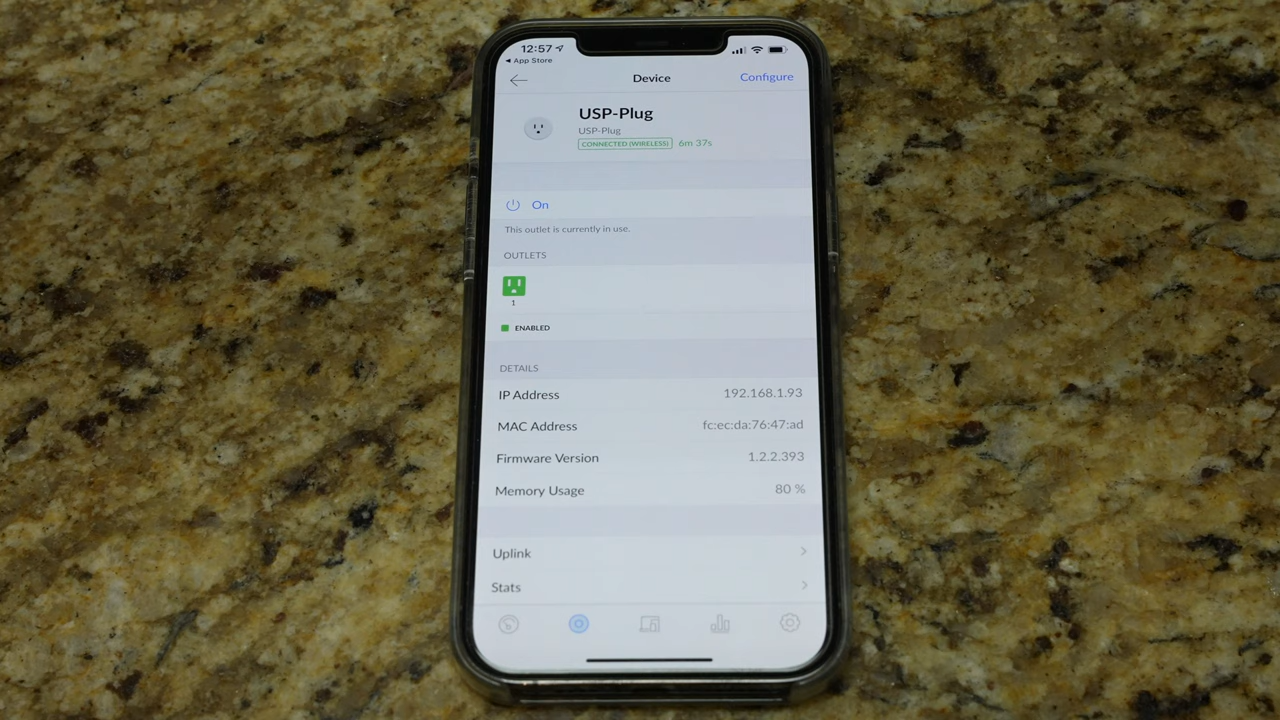 12:57
◀ App Store
Device
Configure
USP-Plug
USP-Plug
CONNECTED (WIRELESS) 6m 37s
On
This outlet is currently in use.
OUTLETS
1
ENABLED
DETAILS
IP Address 192.168.1.93
MAC Address fc:ec:da:76:47:ad
Firmware Version 1.2.2.393
Memory Usage 80 %
Uplink
Stats